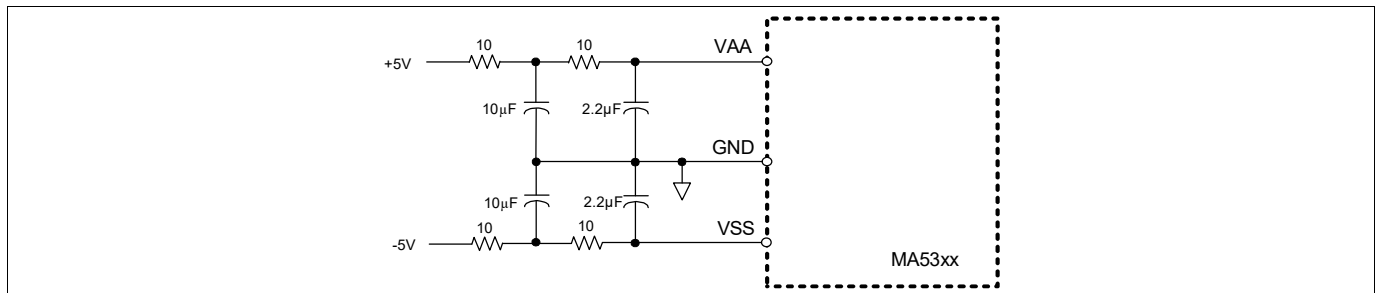 10 10 VAA
+5V
10μF 2.2µF
GND
10μF 2.2µF
10 10 VSS
-5V
MA53xx